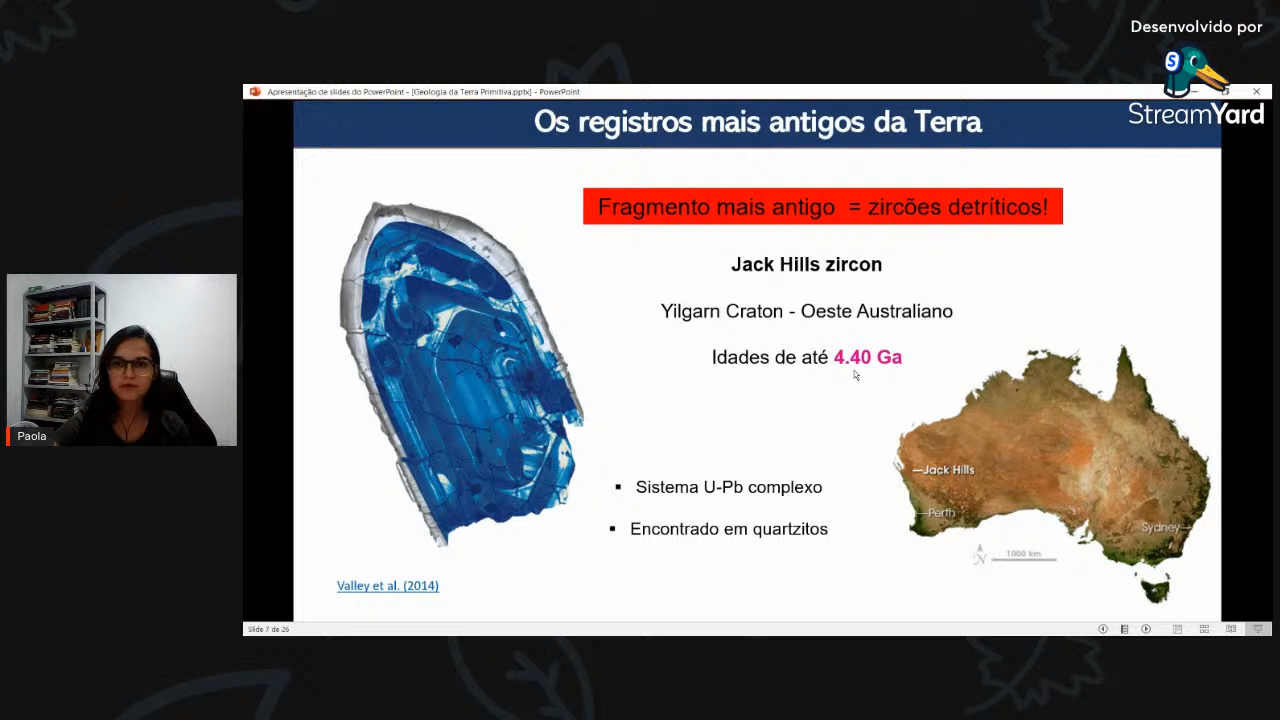 Desenvolvido por
StreamYard
Apresentação de slides do PowerPoint - [Geologia da Terra Primitiva.pptx] - PowerPoint
Os registros mais antigos da Terra
Fragmento mais antigo = zircões detríticos!
Jack Hills zircon
Yilgarn Craton - Oeste Australiano
Idades de até 4.40 Ga
Jack Hills
Perth
Sydney
N
1000 km
▪ Sistema U-Pb complexo
▪ Encontrado em quartzitos
Valley et al. (2014)
Slide 7 de 26
Paola